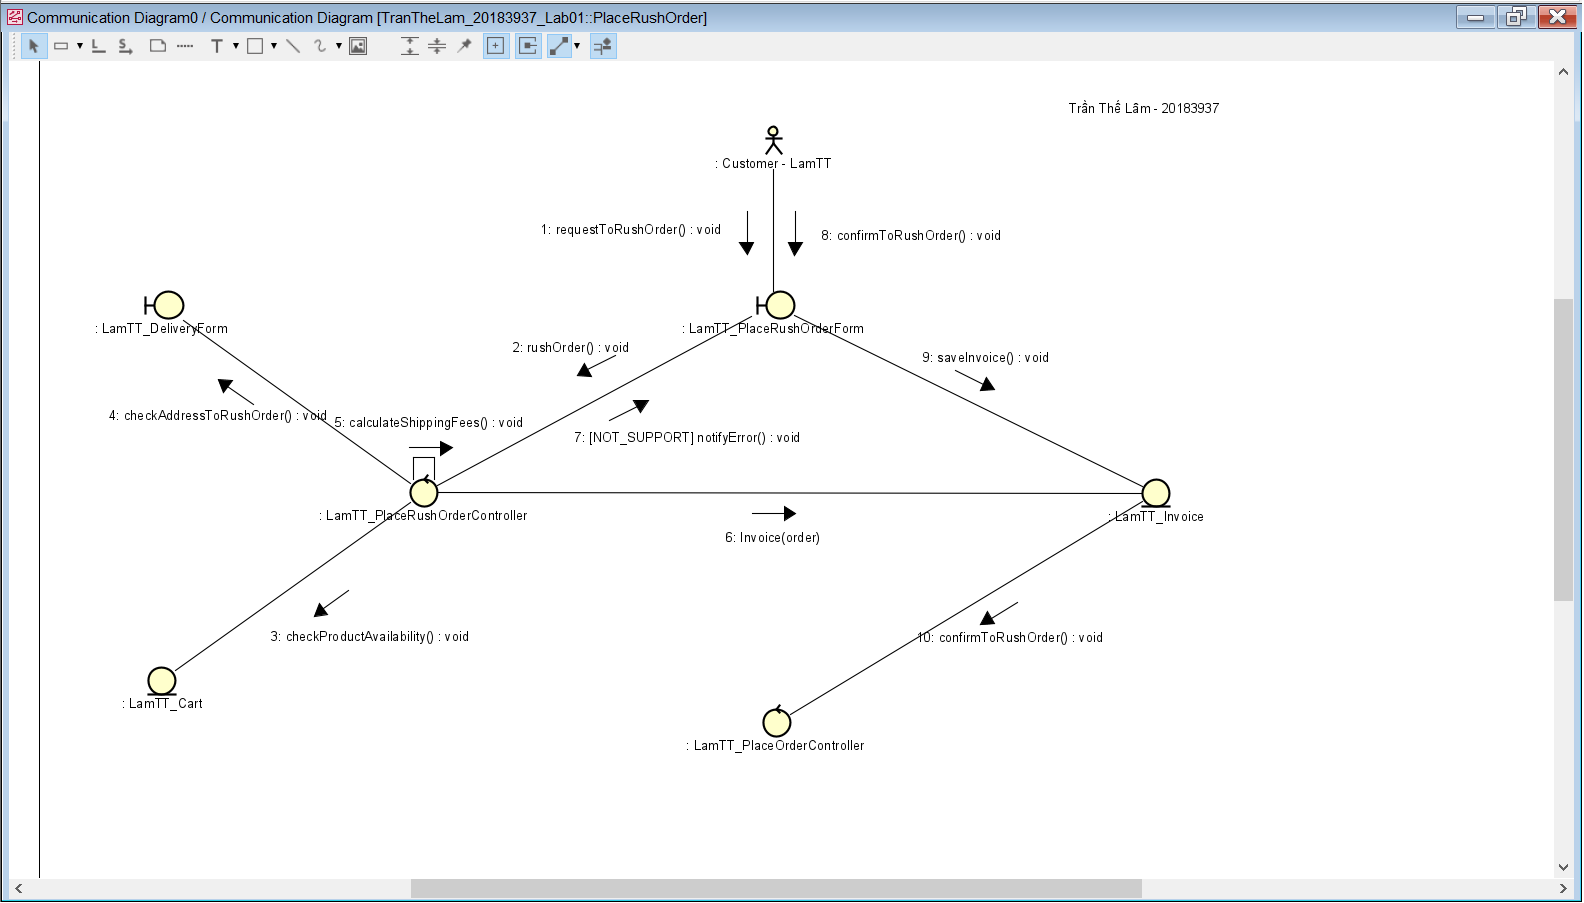 Communication Diagram0 / Communication Diagram [TranTheLam_20183937_Lab01::PlaceRushOrder]
Trần Thế Lâm - 20183937
: Customer - LamTT
1: requestToRushOrder() : void
8: confirmToRushOrder() : void
: LamTT_DeliveryForm
: LamTT_PlaceRushOrderForm
2: rushOrder() : void
9: saveInvoice() : void
4: checkAddressToRushOrder() : void
5: calculateShippingFees() : void
7: [NOT_SUPPORT] notifyError() : void
: LamTT_PlaceRushOrderController
: LamTT_Invoice
6: Invoice(order)
3: checkProductAvailability() : void
10: confirmToRushOrder() : void
: LamTT_Cart
: LamTT_PlaceOrderController